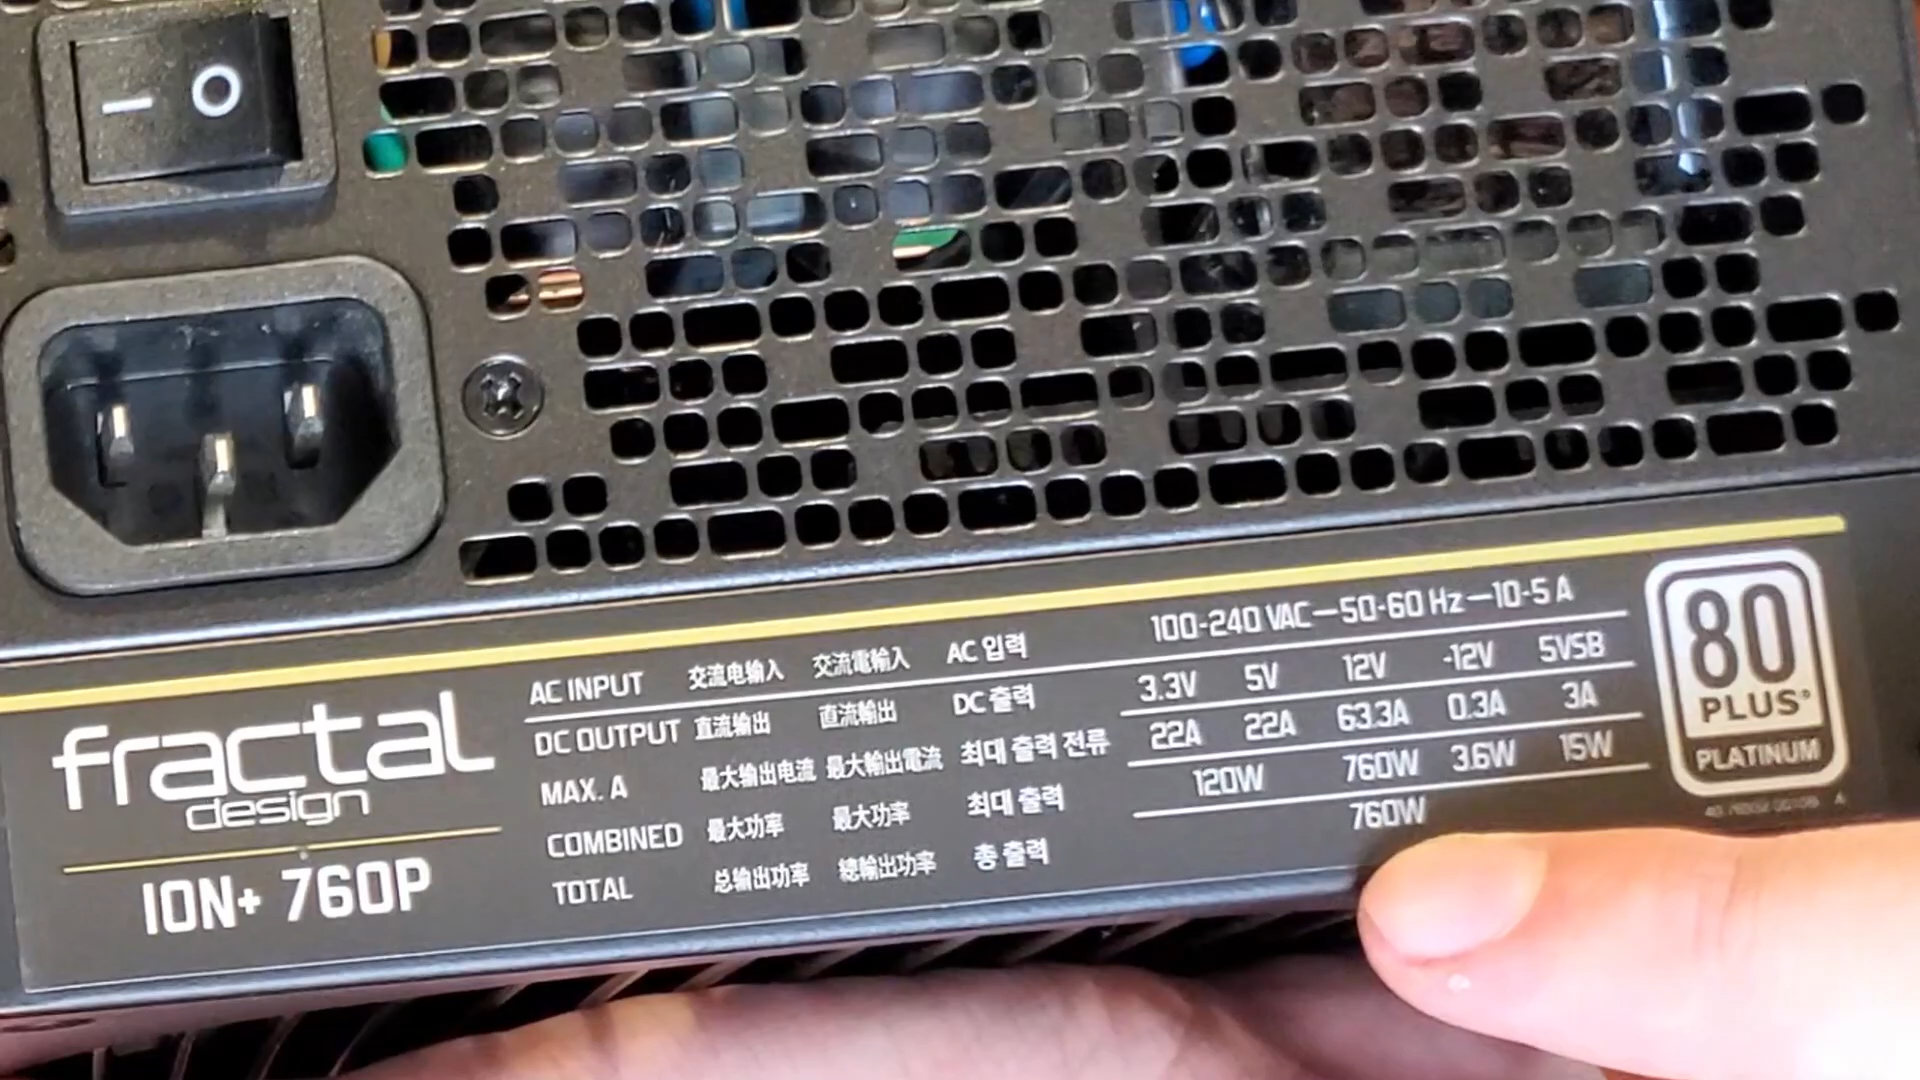 fractal
design
ION+ 760P
AC INPUT 交流电输入 交流電輸入 AC 입력 100-240 VAC—50-60 Hz—10-5 A
DC OUTPUT 直流输出 直流輸出 DC 출력 3.3V 5V 12V -12V 5VSB
MAX. A 最大输出电流 最大輸出電流 최대 출력 전류 22A 22A 63.3A 0.3A 3A
COMBINED 最大功率 最大功率 최대 출력 120W 760W 3.6W 15W
TOTAL 总输出功率 總輸出功率 총 출력 760W
80
PLUS®
PLATINUM